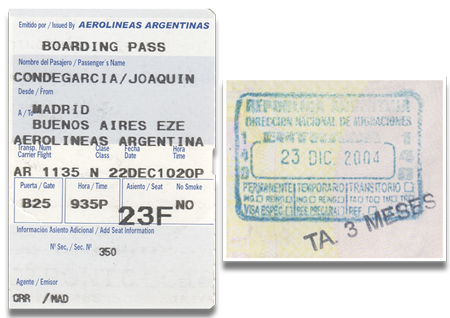 Emitido por / Issued By AEROLINEAS ARGENTINAS
BOARDING PASS
Nombre del Pasajero / Passenger's Name
CONDEGARCIA/JOAQUIN
Desde / From
MADRID
A / To
BUENOS AIRES EZE
AEROLINEAS ARGENTINA
Transp. Num Clase Fecha Hora
Carrier Flight Class Date Time
AR 1135 N 22DEC1020P
Puerta / Gate Hora / Time Asiento / Seat No Smoke
B25 935P 23F NO
Información Asiento Adicional / Add Seat Information
Nº Sec./ Sec. Nº 350
Agente / Emisor
CRR /MAD
REPUBLICA ARGENTINA
DIRECCION NACIONAL DE MIGRACIONES
23 DIC. 2004
PERMANENTE TEMPORARIO TRANSITORIO
VISA ESPEC
TA. 3 MESES